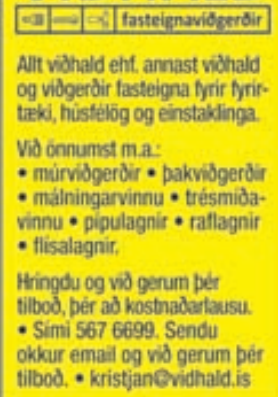 fasteignaviðgerðir
Allt viðhald ehf. annast viðhald
og viðgerðir fasteigna fyrir fyrir-
tæki, húsfélög og einstaklinga.
Við önnumst m.a.:
• múrviðgerðir • þakviðgerðir
• málningarvinnu • trésmíða-
vinnu • pípulagnir • raflagnir
• flísalagnir.
Hringdu og við gerum þér
tilboð, þér að kostnaðarlausu.
• Sími 567 6699. Sendu
okkur email og við gerum þér
tilboð. • kristjan@vidhald.is